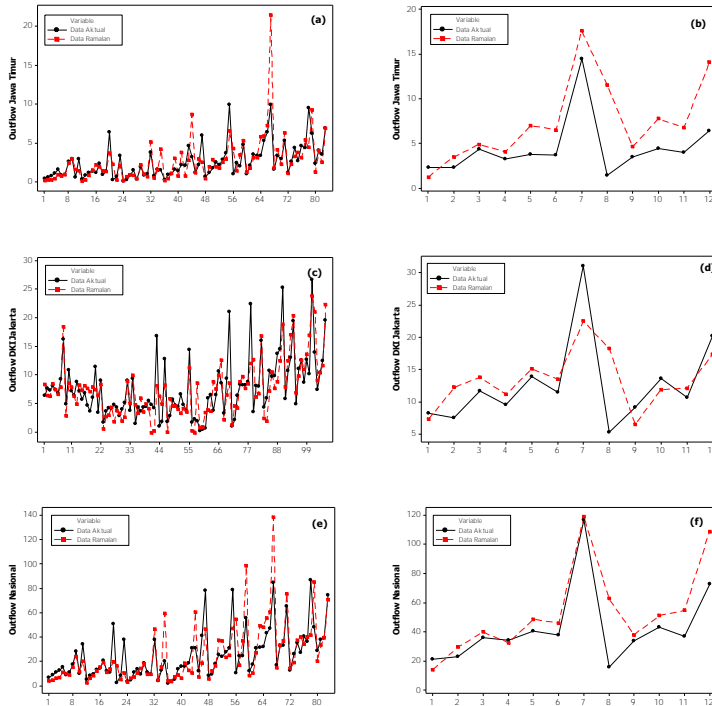 (a)
Variable
Data Aktual
Data Ramalan
Outflow Jawa Timur
20
15
10
5
0
1 8 16 24 32 40 48 56 64 72 80
(b)
Variable
Data Aktual
Data Ramalan
Outflow Jawa Timur
20
15
10
5
0
1 2 3 4 5 6 7 8 9 10 11 12
(c)
Variable
Data Aktual
Data Ramalan
Outflow DKI Jakarta
30
25
20
15
10
5
0
1 11 22 33 44 55 66 77 88 99
(d)
Variable
Data Aktual
Data Ramalan
Outflow DKI Jakarta
30
25
20
15
10
5
1 2 3 4 5 6 7 8 9 10 11 1
(e)
Variable
Data Aktual
Data Ramalan
Outflow Nasional
140
120
100
80
60
40
20
0
1 8 16 24 32 40 48 56 64 72 80
(f)
Variable
Data Aktual
Data Ramalan
Outflow Nasional
120
100
80
60
40
20
0
1 2 3 4 5 6 7 8 9 10 11 12